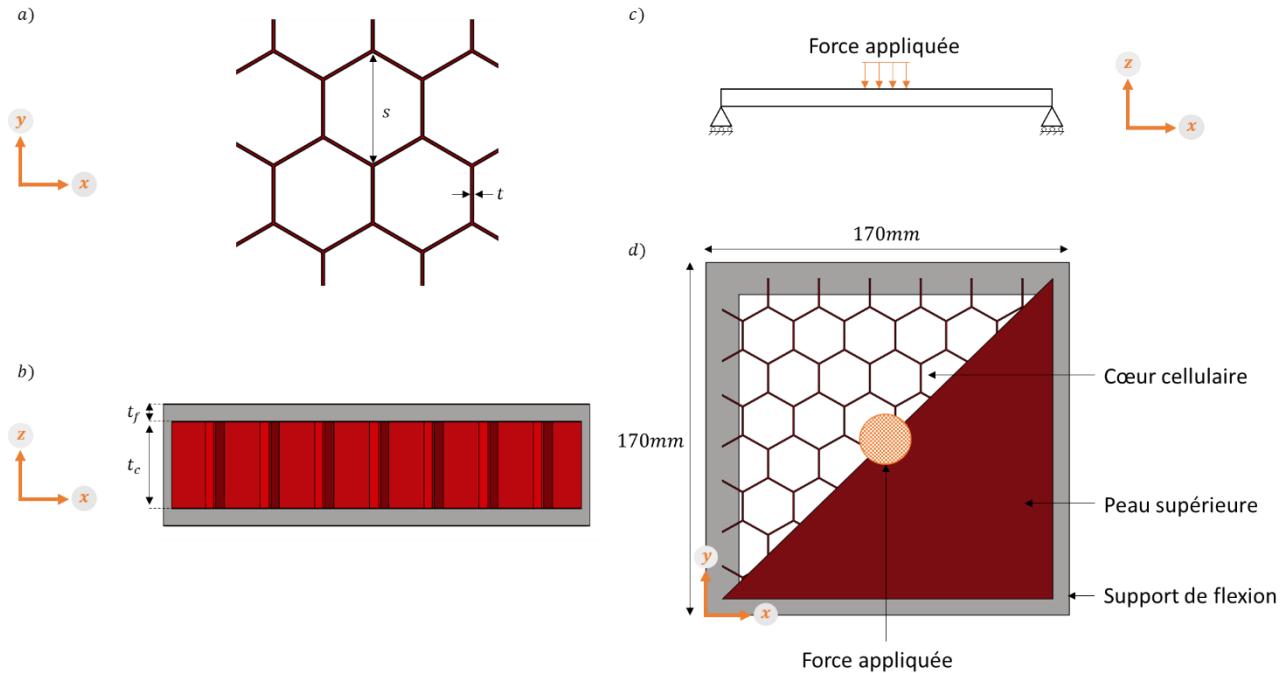 a)
s
t
y
x
b)
t_f
t_c
z
x
c)
Force appliquée
z
x
d)
170mm
170mm
Cœur cellulaire
Peau supérieure
Support de flexion
y
x
Force appliquée